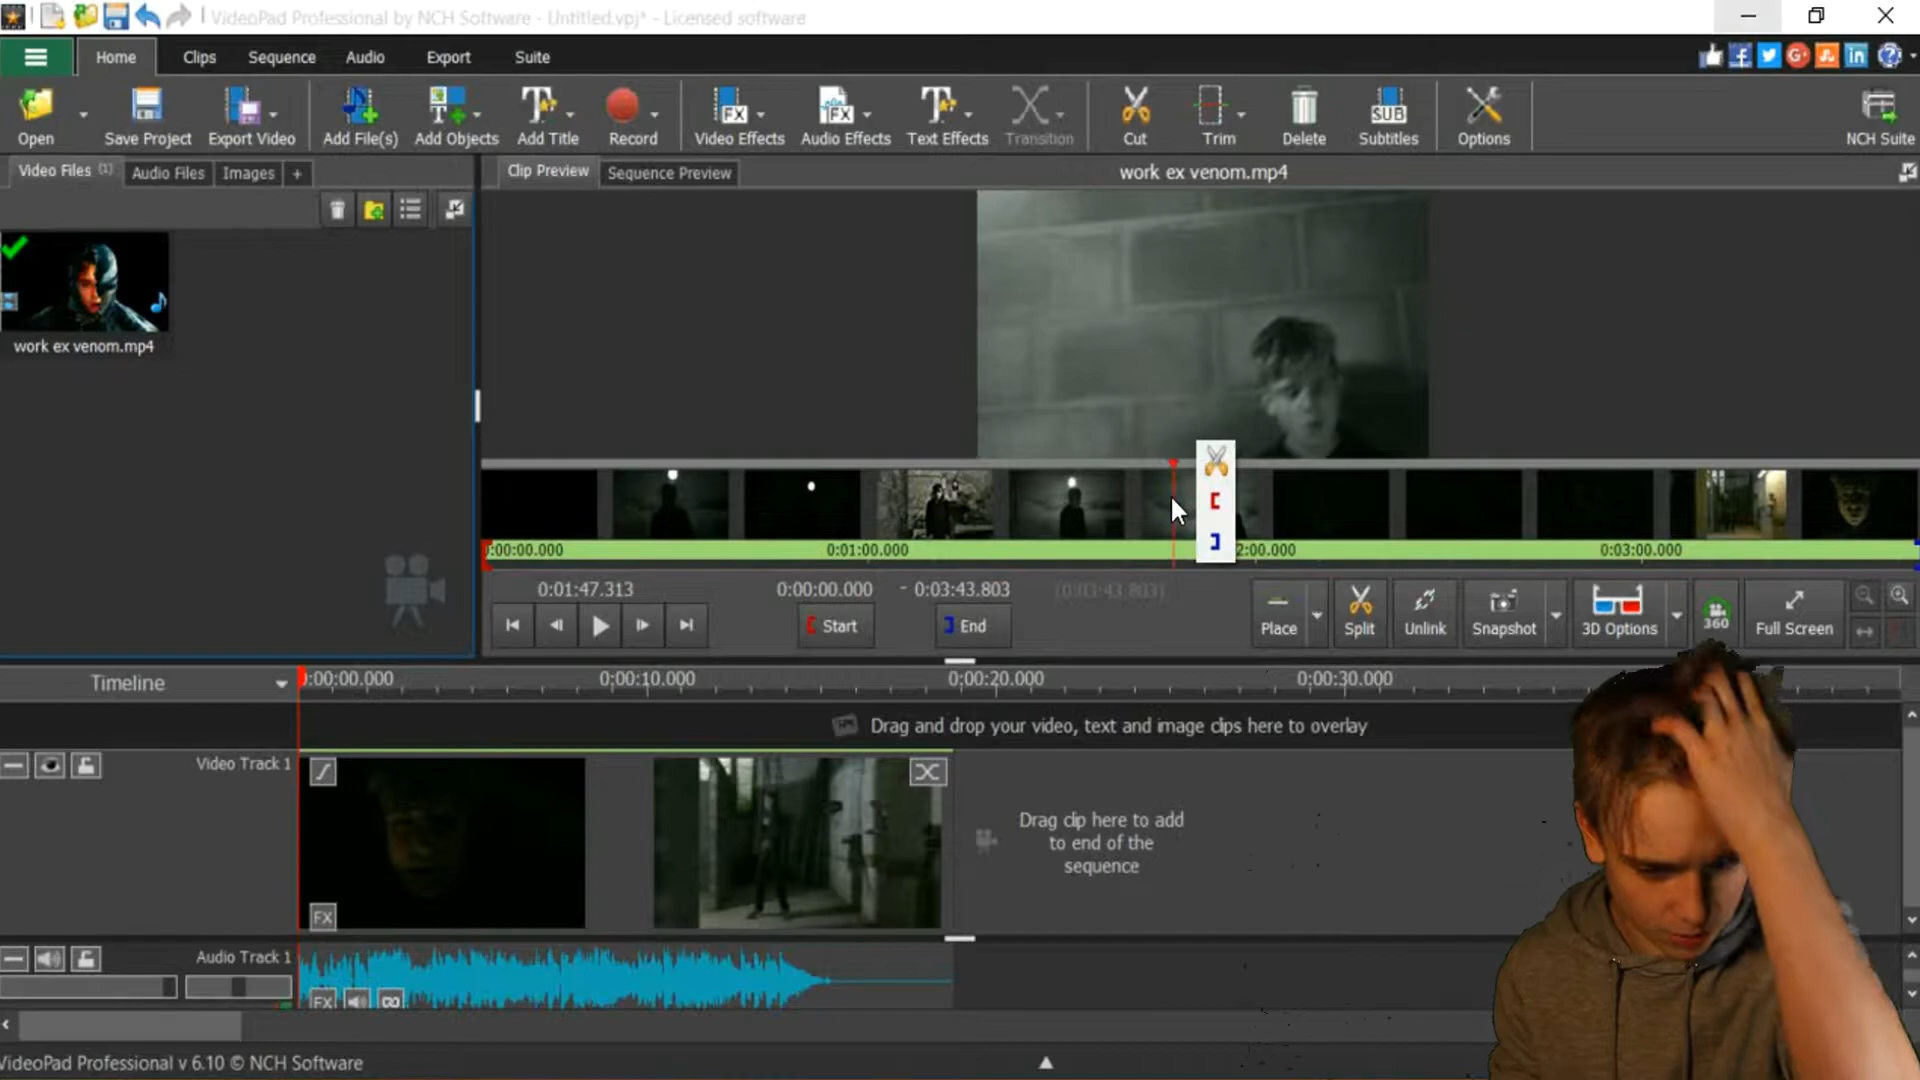 VideoPad Professional by NCH Software - Untitled.vpj* - Licensed software
Home Clips Sequence Audio Export Suite
Open Save Project Export Video Add File(s) Add Objects Add Title Record Video Effects Audio Effects Text Effects Transition Cut Trim Delete Subtitles Options NCH Suite
Video Files (1) Audio Files Images + Clip Preview Sequence Preview work ex venom.mp4
work ex venom.mp4
:00:00.000 0:01:00.000 2:00.000 0:03:00.000
0:01:47.313 0:00:00.000 - 0:03:43.803 (0:03:43.803)
Start End Place Split Unlink Snapshot 3D Options 360 Full Screen
Timeline :00:00.000 0:00:10.000 0:00:20.000 0:00:30.000
Drag and drop your video, text and image clips here to overlay
Video Track 1
Drag clip here to add
to end of the
sequence
FX
Audio Track 1
FX
VideoPad Professional v 6.10 © NCH Software